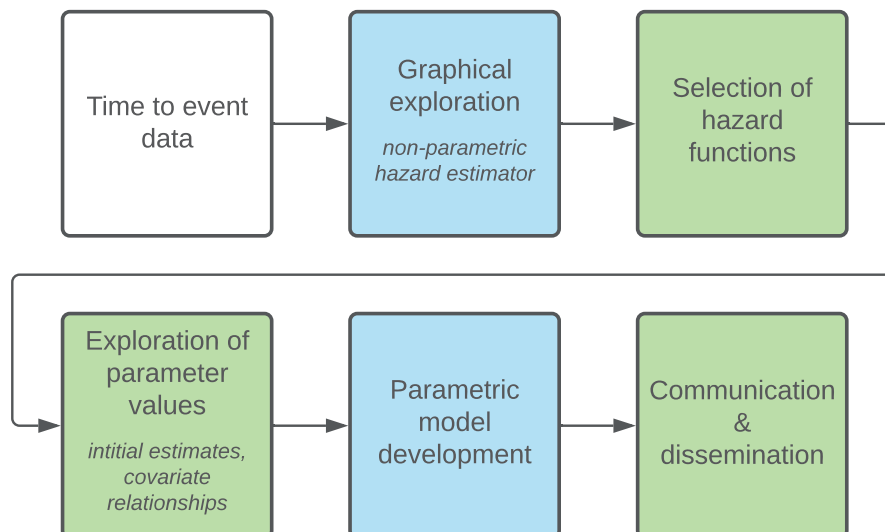 Time to event
data
Graphical
exploration
non-parametric
hazard estimator
Selection of
hazard
functions
Exploration of
parameter
values
intitial estimates,
covariate
relationships
Parametric
model
development
Communication
&
dissemination